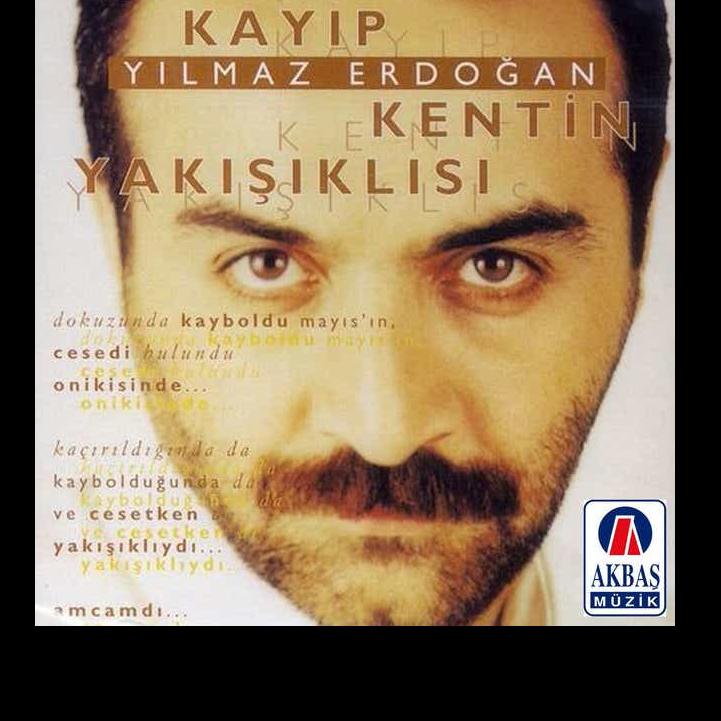 KAYIP
YILMAZ ERDOĞAN
KENTİN
YAKIŞIKLISI
dokuzunda kayboldu mayıs'ın,
cesedi bulundu
onikisinde...
kaçırıldığında da
kaybolduğunda da
ve cesetken
yakışıklıydı...
amcamdı...
AKBAŞ
MÜZİK